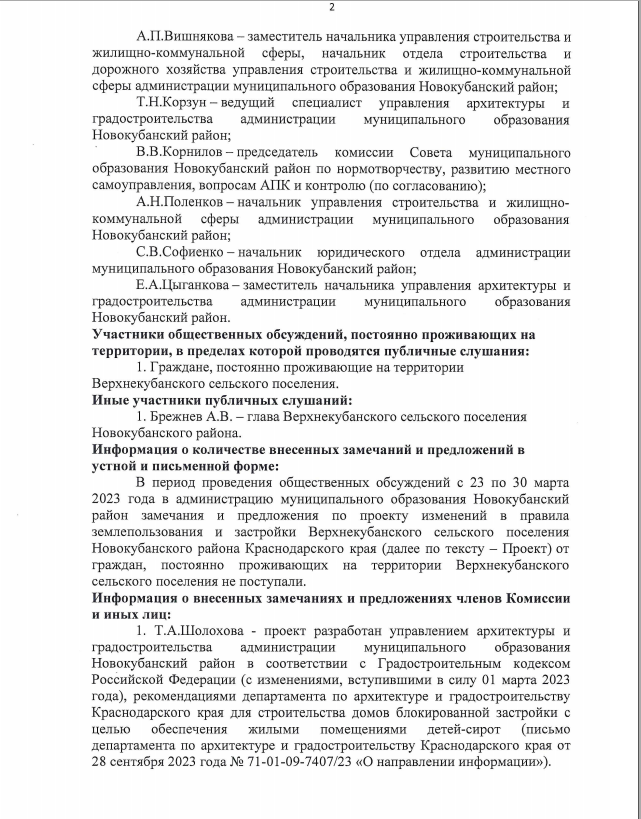 2
А.П.Вишнякова – заместитель начальника управления строительства и
жилищно-коммунальной сферы, начальник отдела строительства и
дорожного хозяйства управления строительства и жилищно-коммунальной
сферы администрации муниципального образования Новокубанский район;
Т.Н.Корзун – ведущий специалист управления архитектуры и
градостроительства администрации муниципального образования
Новокубанский район;
В.В.Корнилов – председатель комиссии Совета муниципального
образования Новокубанский район по нормотворчеству, развитию местного
самоуправления, вопросам АПК и контролю (по согласованию);
А.Н.Поленков – начальник управления строительства и жилищно-
коммунальной сферы администрации муниципального образования
Новокубанский район;
С.В.Софиенко – начальник юридического отдела администрации
муниципального образования Новокубанский район;
Е.А.Цыганкова – заместитель начальника управления архитектуры и
градостроительства администрации муниципального образования
Новокубанский район.
Участники общественных обсуждений, постоянно проживающих на
территории, в пределах которой проводятся публичные слушания:
1. Граждане, постоянно проживающие на территории
Верхнекубанского сельского поселения.
Иные участники публичных слушаний:
1. Брежнев А.В. – глава Верхнекубанского сельского поселения
Новокубанского района.
Информация о количестве внесенных замечаний и предложений в
устной и письменной форме:
В период проведения общественных обсуждений с 23 по 30 марта
2023 года в администрацию муниципального образования Новокубанский
район замечания и предложения по проекту изменений в правила
землепользования и застройки Верхнекубанского сельского поселения
Новокубанского района Краснодарского края (далее по тексту – Проект) от
граждан, постоянно проживающих на территории Верхнекубанского
сельского поселения не поступали.
Информация о внесенных замечаниях и предложениях членов Комиссии
и иных лиц:
1. Т.А.Шолохова - проект разработан управлением архитектуры и
градостроительства администрации муниципального образования
Новокубанский район в соответствии с Градостроительным кодексом
Российской Федерации (с изменениями, вступившими в силу 01 марта 2023
года), рекомендациями департамента по архитектуре и градостроительству
Краснодарского края для строительства домов блокированной застройки с
целью обеспечения жилыми помещениями детей-сирот (письмо
департамента по архитектуре и градостроительству Краснодарского края от
28 сентября 2023 года № 71-01-09-7407/23 «О направлении информации»).